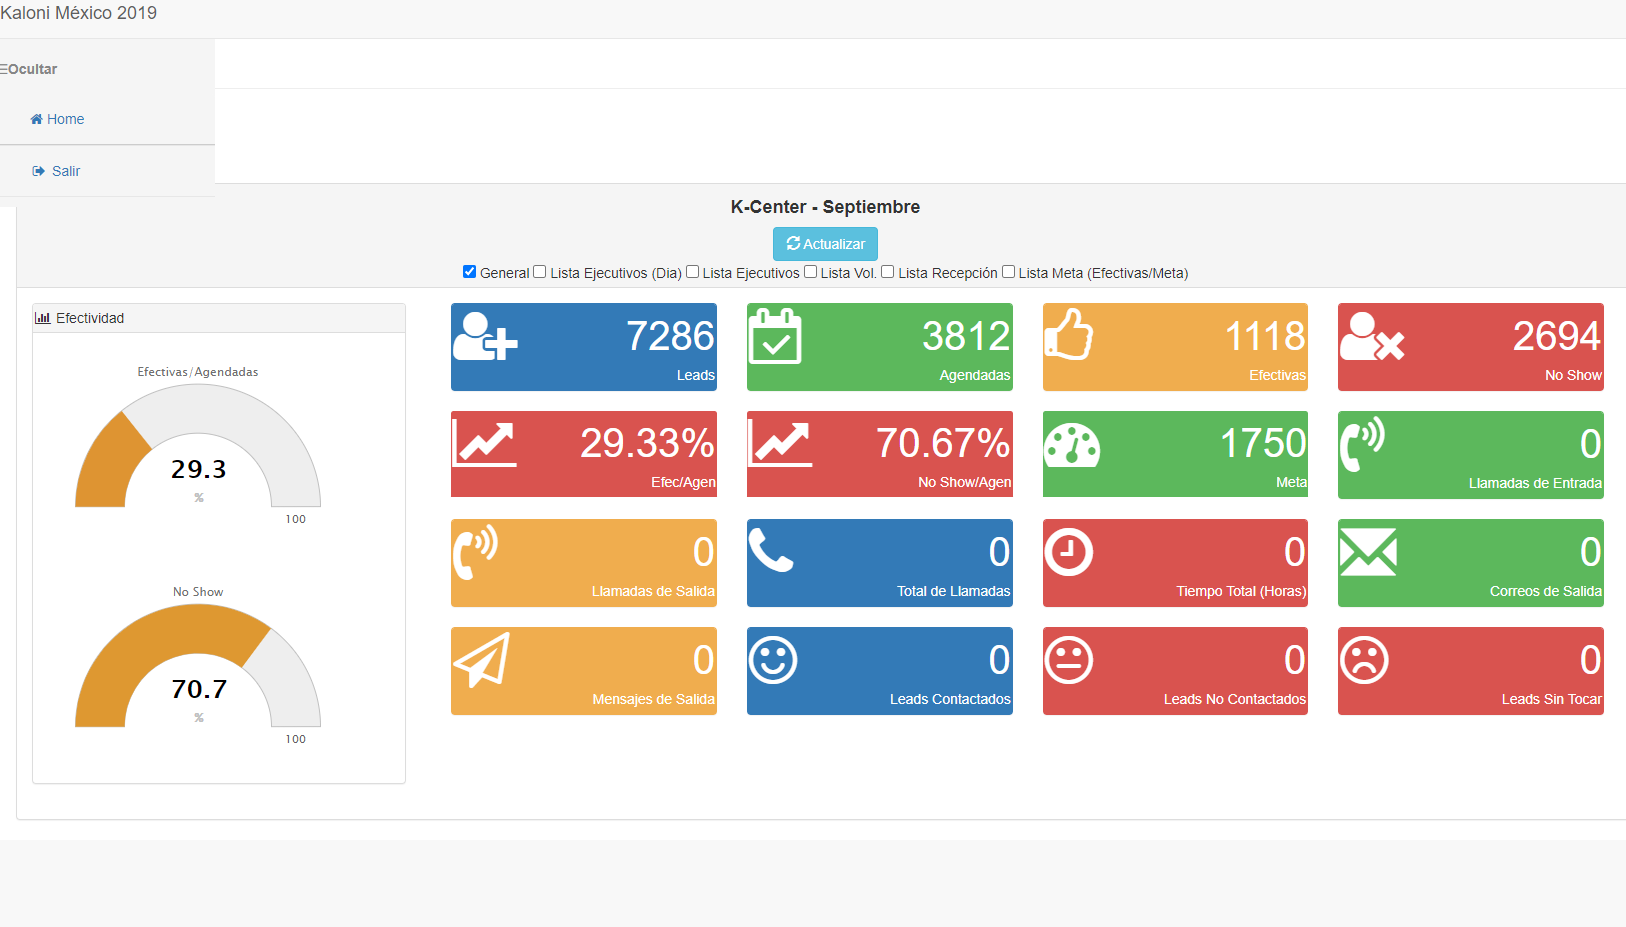 Kaloni México 2019
Ocultar
Home
Salir
K-Center - Septiembre
Actualizar
General Lista Ejecutivos (Dia) Lista Ejecutivos Lista Vol. Lista Recepción Lista Meta (Efectivas/Meta)
Efectividad
Efectivas/Agendadas
29.3
%
100
No Show
70.7
%
100
7286
Leads
3812
Agendadas
1118
Efectivas
2694
No Show
29.33%
Efec/Agen
70.67%
No Show/Agen
1750
Meta
0
Llamadas de Entrada
0
Llamadas de Salida
0
Total de Llamadas
0
Tiempo Total (Horas)
0
Correos de Salida
0
Mensajes de Salida
0
Leads Contactados
0
Leads No Contactados
0
Leads Sin Tocar